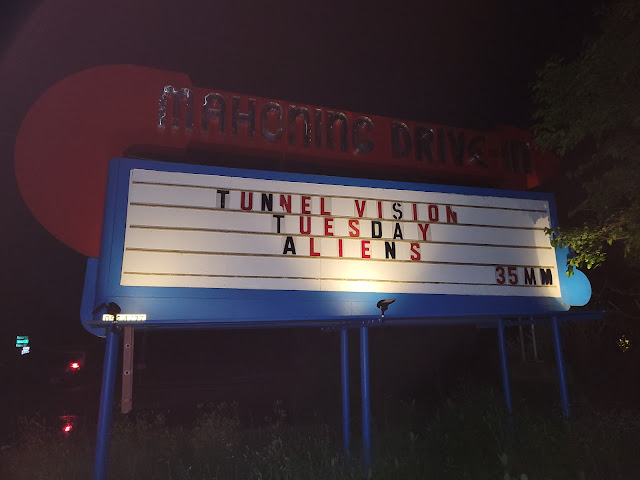 MAHONING DRIVE-IN
TUNNEL VISION
TUESDAY
ALIENS
35MM